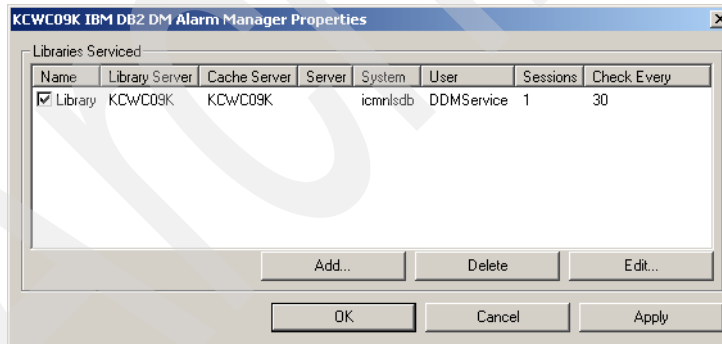 KCWC09K IBM DB2 DM Alarm Manager Properties
Libraries Serviced
Name Library Server Cache Server Server System User Sessions Check Every
Library KCWC09K KCWC09K icmnlsdb DDMService 1 30
Add... Delete Edit...
OK Cancel Apply